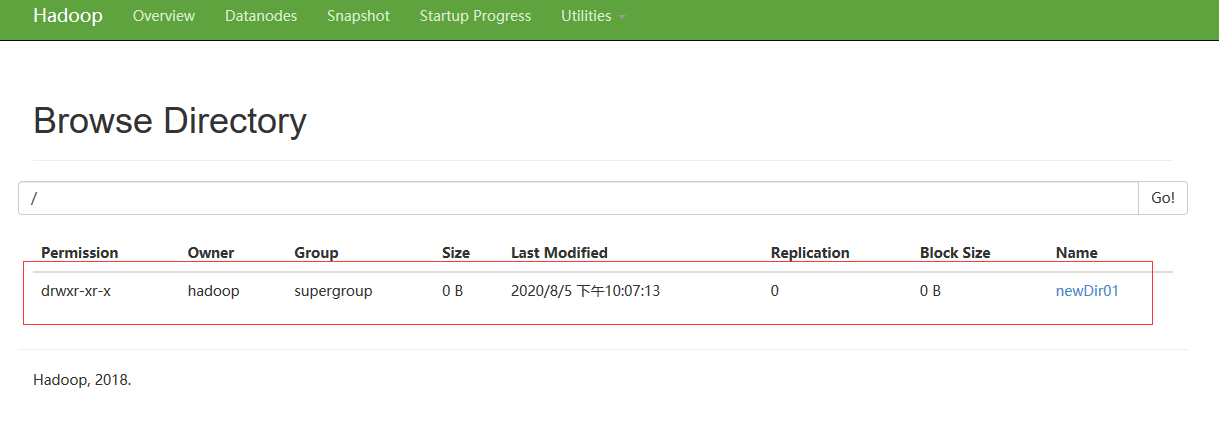 Hadoop Overview Datanodes Snapshot Startup Progress Utilities
Browse Directory
/ Go!
Permission Owner Group Size Last Modified Replication Block Size Name
drwxr-xr-x hadoop supergroup 0 B 2020/8/5 下午10:07:13 0 0 B newDir01
Hadoop, 2018.